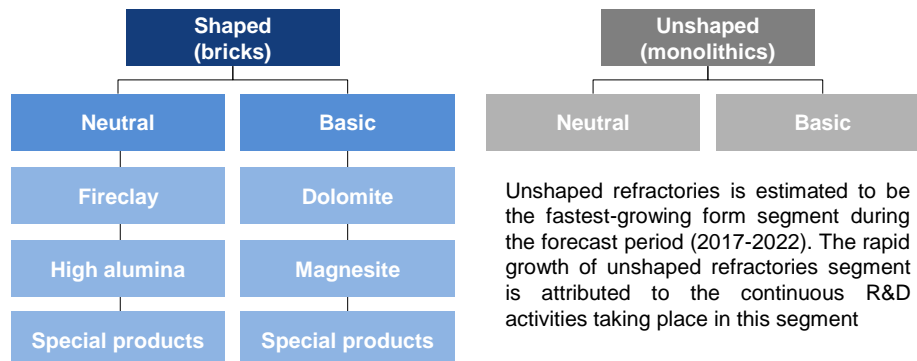 Shaped
(bricks)
Unshaped
(monolithics)
Neutral
Basic
Neutral
Basic
Fireclay
Dolomite
High alumina
Magnesite
Special products
Special products
Unshaped refractories is estimated to be
the fastest-growing form segment during
the forecast period (2017-2022). The rapid
growth of unshaped refractories segment
is attributed to the continuous R&D
activities taking place in this segment